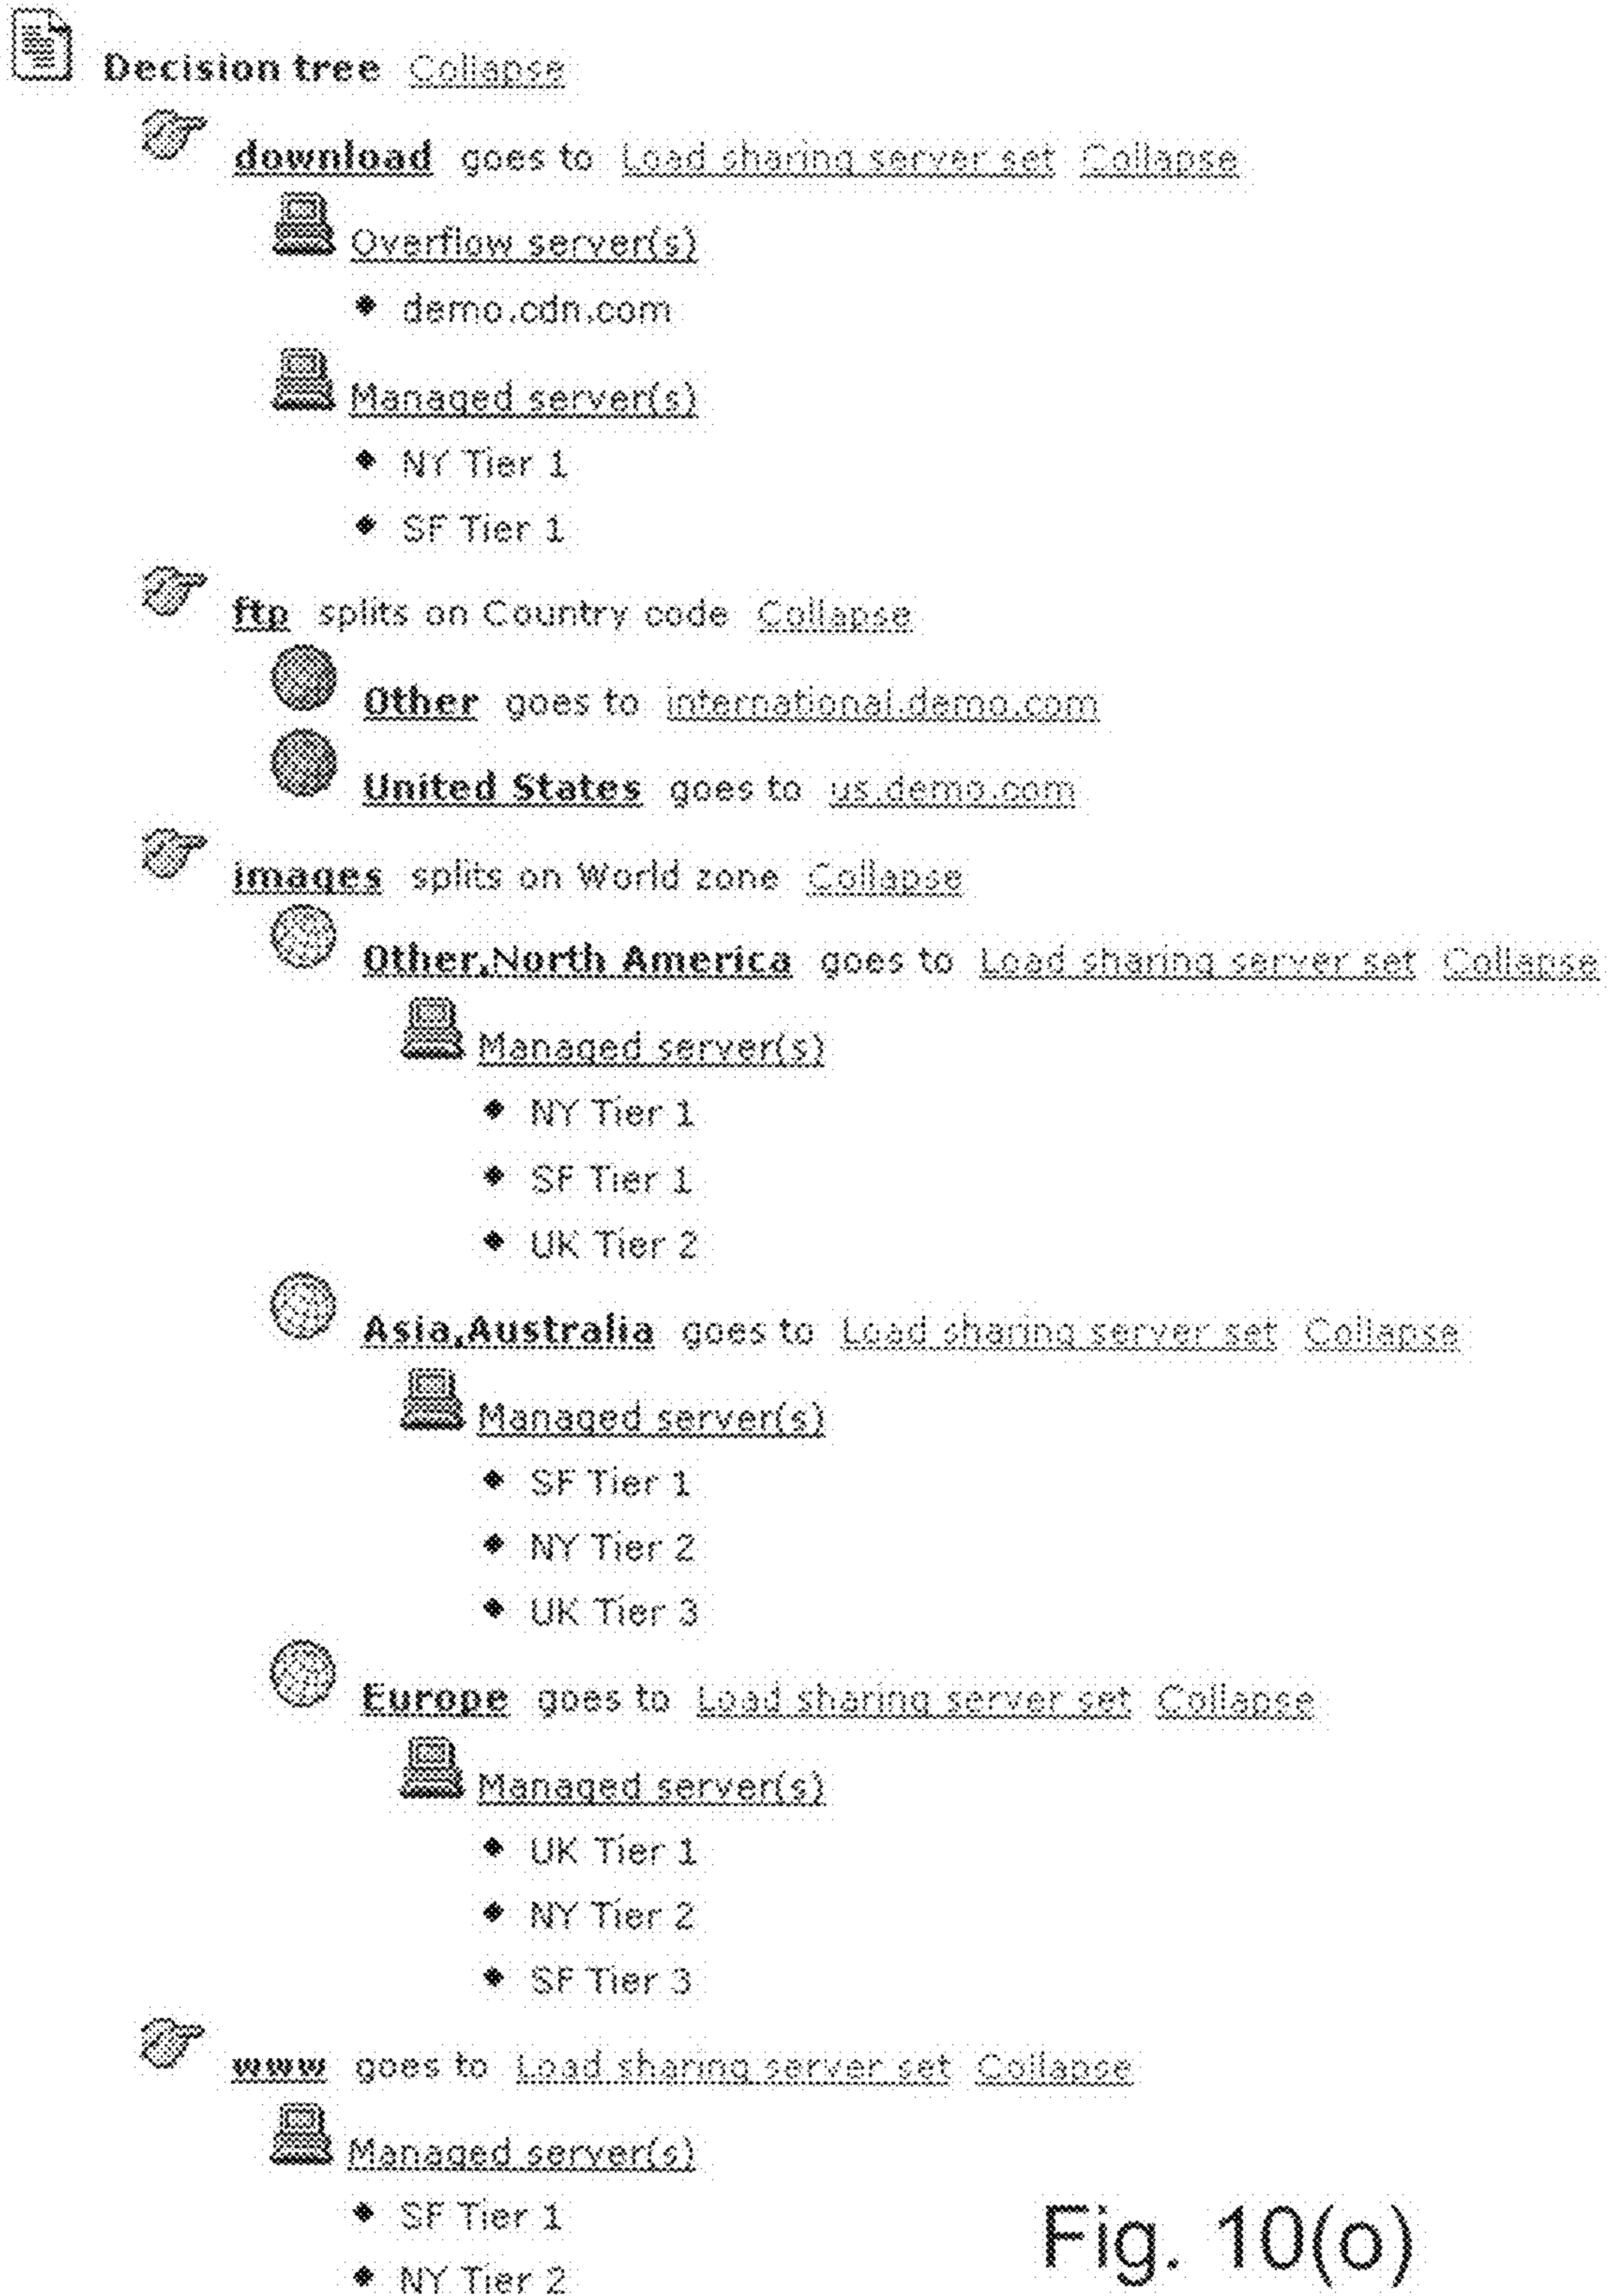 Decision tree Collapse
download goes to Load sharing server set Collapse
Overflow server(s)
demo.cdn.com
Managed server(s)
NY Tier 1
SF Tier 1
ftp splits on Country code Collapse
Other goes to international.demo.com
United States goes to us.demo.com
images splits on World zone Collapse
Other,North America goes to Load sharing server set Collapse
Managed server(s)
NY Tier 1
SF Tier 1
UK Tier 2
Asia,Australia goes to Load sharing server set Collapse
Managed server(s)
SF Tier 1
NY Tier 2
UK Tier 3
Europe goes to Load sharing server set Collapse
Managed server(s)
UK Tier 1
NY Tier 2
SF Tier 3
www goes to Load sharing server set Collapse
Managed server(s)
SF Tier 1
NY Tier 2
Fig. 10(o)